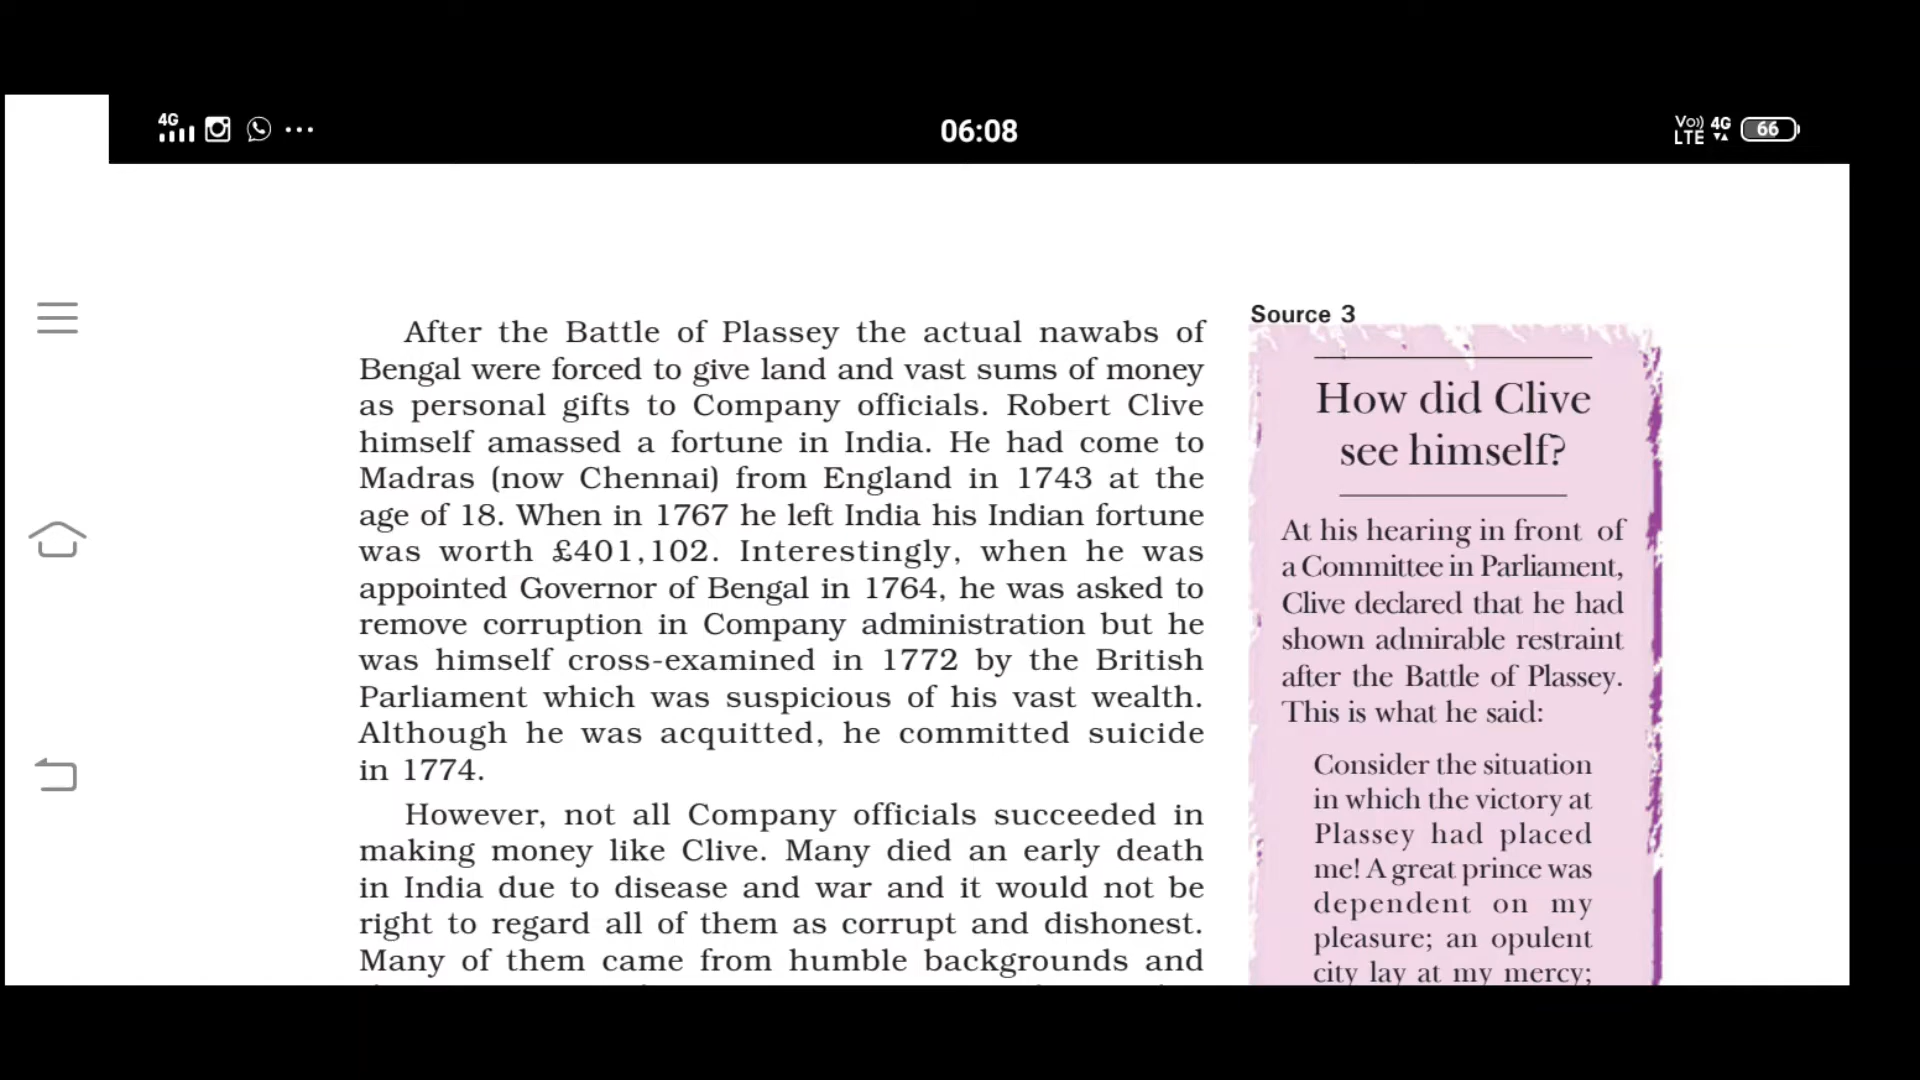 4G
06:08
Vo)) 4G
LTE
66
After the Battle of Plassey the actual nawabs of
Bengal were forced to give land and vast sums of money
as personal gifts to Company officials. Robert Clive
himself amassed a fortune in India. He had come to
Madras (now Chennai) from England in 1743 at the
age of 18. When in 1767 he left India his Indian fortune
was worth £401,102. Interestingly, when he was
appointed Governor of Bengal in 1764, he was asked to
remove corruption in Company administration but he
was himself cross-examined in 1772 by the British
Parliament which was suspicious of his vast wealth.
Although he was acquitted, he committed suicide
in 1774.
However, not all Company officials succeeded in
making money like Clive. Many died an early death
in India due to disease and war and it would not be
right to regard all of them as corrupt and dishonest.
Many of them came from humble backgrounds and
Source 3
How did Clive
see himself?
At his hearing in front of
a Committee in Parliament,
Clive declared that he had
shown admirable restraint
after the Battle of Plassey.
This is what he said:
Consider the situation
in which the victory at
Plassey had placed
me! A great prince was
dependent on my
pleasure; an opulent
city lay at my mercy;